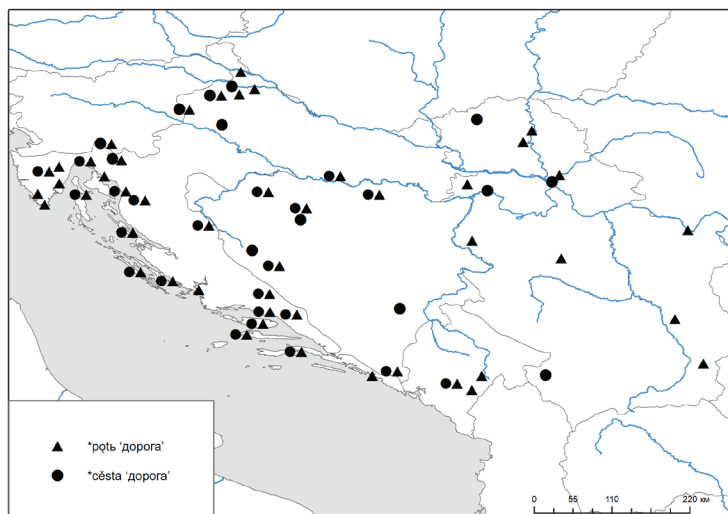 *pǫtь ‘дорога’
*cěsta ‘дорога’
0 55 110 220 км